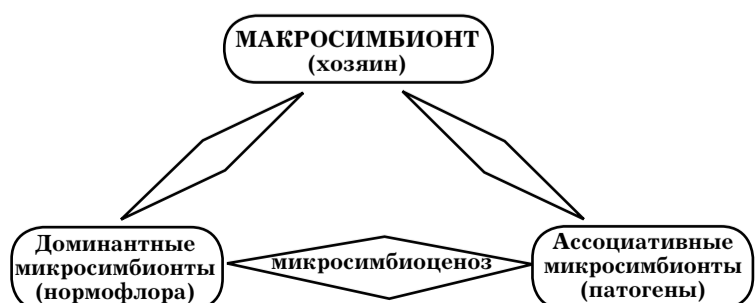 МАКРОСИМБИОНТ
(хозяин)
Доминантные
микросимбионты
(нормофлора)
микросимбиоценоз
Ассоциативные
микросимбионты
(патогены)